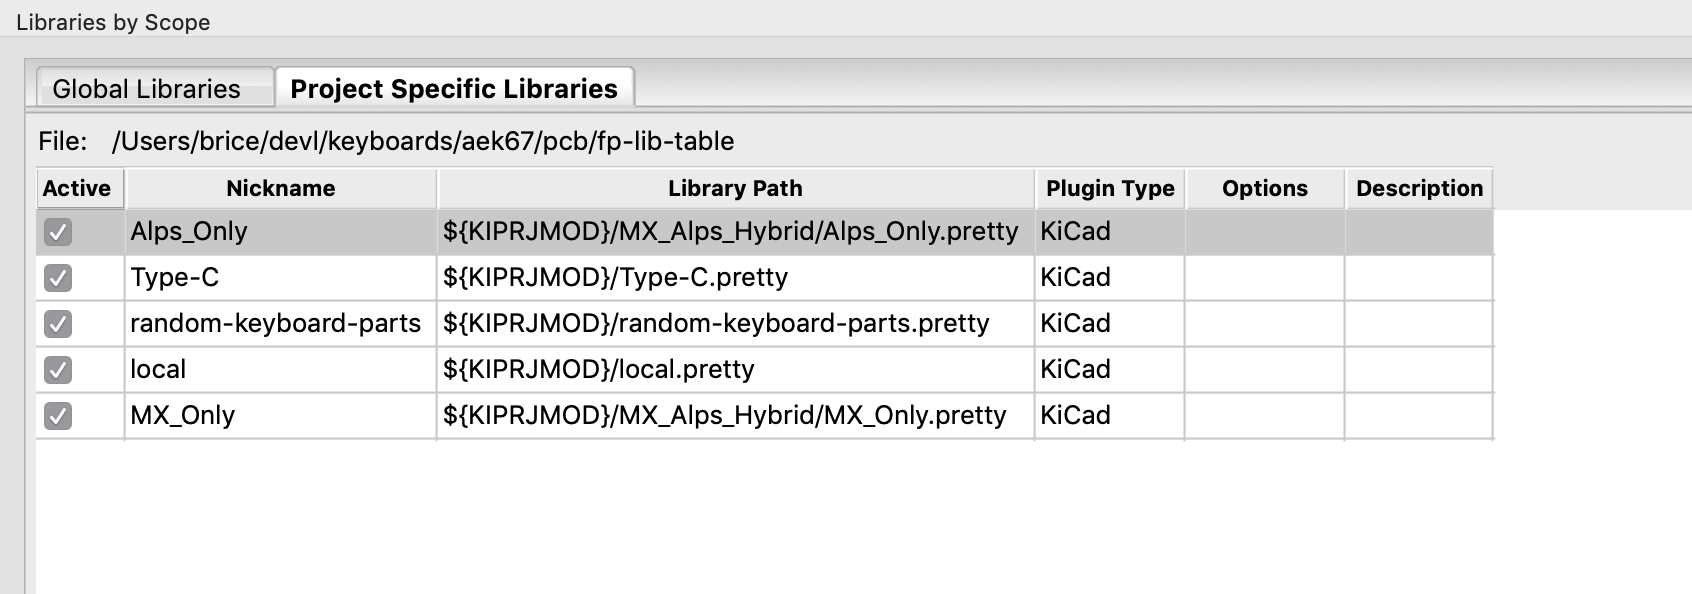 Libraries by Scope
Global Libraries Project Specific Libraries
File: /Users/brice/devl/keyboards/aek67/pcb/fp-lib-table
Active Nickname Library Path Plugin Type Options Description
Alps_Only ${KIPRJMOD}/MX_Alps_Hybrid/Alps_Only.pretty KiCad
Type-C ${KIPRJMOD}/Type-C.pretty KiCad
random-keyboard-parts ${KIPRJMOD}/random-keyboard-parts.pretty KiCad
local ${KIPRJMOD}/local.pretty KiCad
MX_Only ${KIPRJMOD}/MX_Alps_Hybrid/MX_Only.pretty KiCad